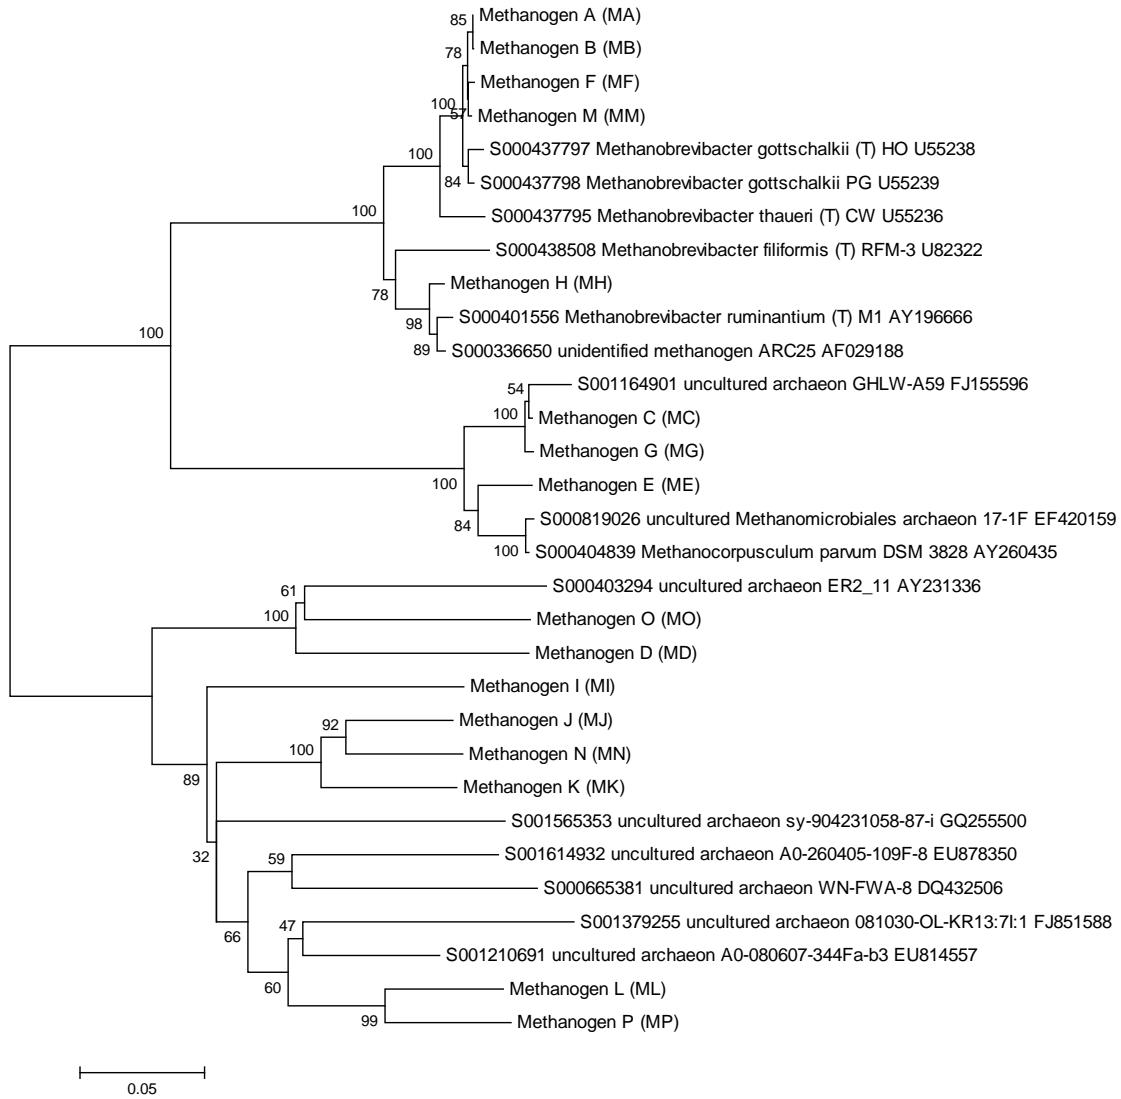 85
Methanogen A (MA)
78
Methanogen B (MB)
Methanogen F (MF)
100
57
Methanogen M (MM)
100
S000437797 Methanobrevibacter gottschalkii (T) HO U55238
84
S000437798 Methanobrevibacter gottschalkii PG U55239
100
S000437795 Methanobrevibacter thaueri (T) CW U55236
S000438508 Methanobrevibacter filiformis (T) RFM-3 U82322
78
Methanogen H (MH)
98
S000401556 Methanobrevibacter ruminantium (T) M1 AY196666
100
89
S000336650 unidentified methanogen ARC25 AF029188
54
S001164901 uncultured archaeon GHLW-A59 FJ155596
100
Methanogen C (MC)
Methanogen G (MG)
100
Methanogen E (ME)
84
S000819026 uncultured Methanomicrobiales archaeon 17-1F EF420159
100
S000404839 Methanocorpusculum parvum DSM 3828 AY260435
61
S000403294 uncultured archaeon ER2_11 AY231336
100
Methanogen O (MO)
Methanogen D (MD)
Methanogen I (MI)
92
Methanogen J (MJ)
100
Methanogen N (MN)
89
Methanogen K (MK)
S001565353 uncultured archaeon sy-904231058-87-i GQ255500
32
59
S001614932 uncultured archaeon A0-260405-109F-8 EU878350
S000665381 uncultured archaeon WN-FWA-8 DQ432506
66
47
S001379255 uncultured archaeon 081030-OL-KR13:7I:1 FJ851588
S001210691 uncultured archaeon A0-080607-344Fa-b3 EU814557
60
Methanogen L (ML)
99
Methanogen P (MP)
0.05